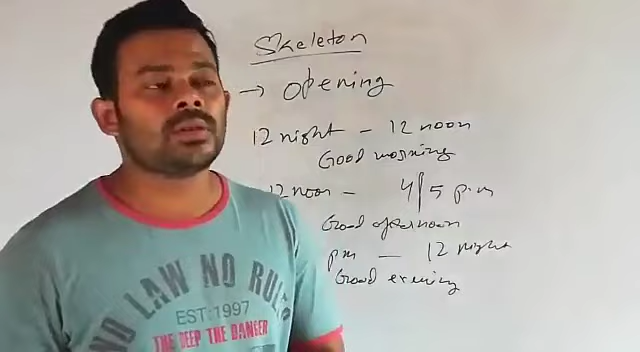 Skeleton
→ Opening
12 night - 12 noon
Good morning
12 noon - 4/5 p.m
Good afternoon
pm - 12 night
Good evening
NO LAW NO RULE
EST:1997
THE DEEP THE DANGER